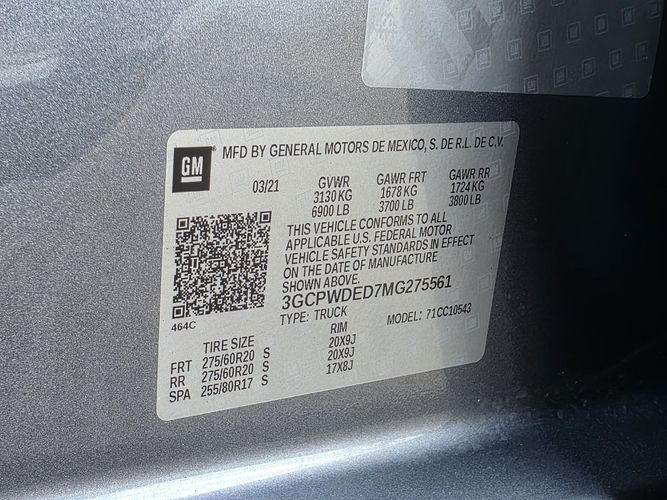 GM
MFD BY GENERAL MOTORS DE MEXICO, S. DE R.L. DE C.V.
03/21 GVWR GAWR FRT GAWR RR
3130 KG 1678 KG 1724 KG
6900 LB 3700 LB 3800 LB
THIS VEHICLE CONFORMS TO ALL
APPLICABLE U.S. FEDERAL MOTOR
VEHICLE SAFETY STANDARDS IN EFFECT
ON THE DATE OF MANUFACTURE
SHOWN ABOVE.
3GCPWDED7MG275561
464C
TYPE: TRUCK MODEL: 71CC10543
TIRE SIZE RIM
FRT 275/60R20 S 20X9J
RR 275/60R20 S 20X9J
SPA 255/80R17 S 17X8J